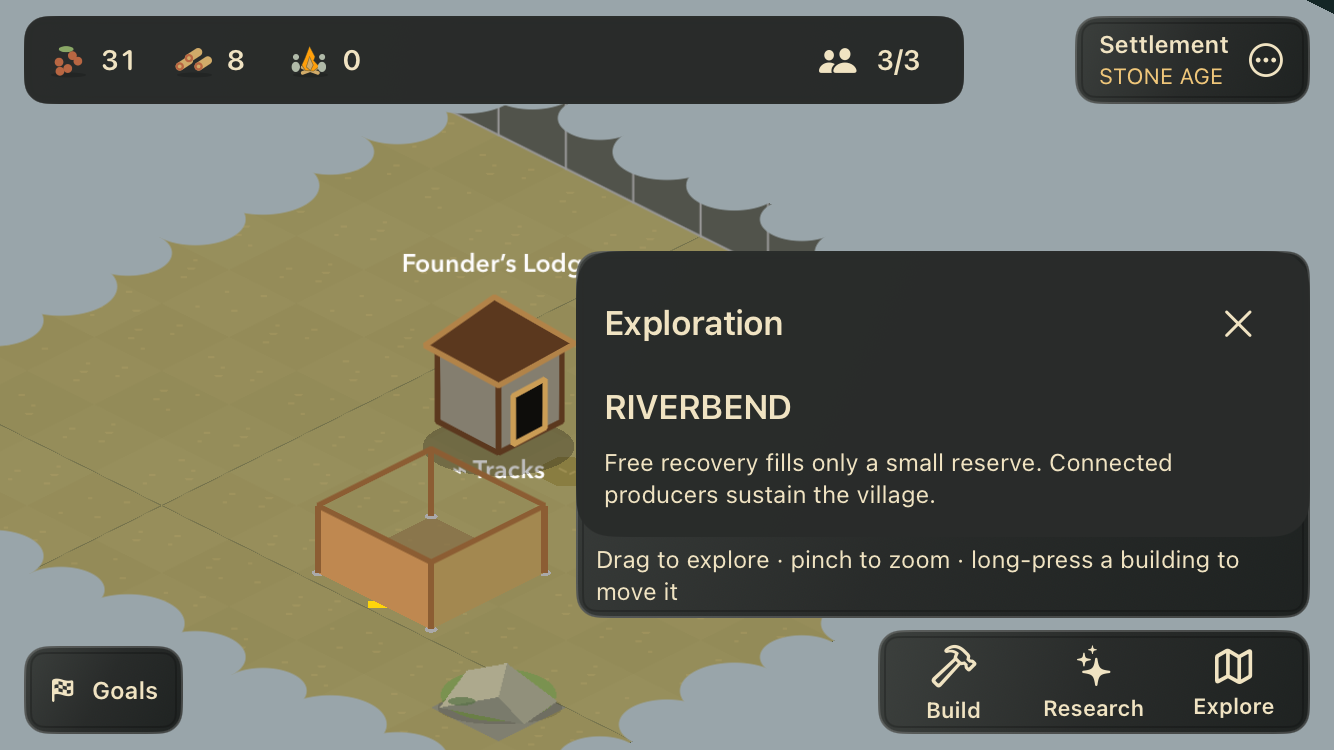 31
8
0
3/3
Settlement
STONE AGE
Founder’s Lodg
Tracks
Exploration
RIVERBEND
Free recovery fills only a small reserve. Connected
producers sustain the village.
Drag to explore · pinch to zoom · long-press a building to
move it
Goals
Build
Research
Explore